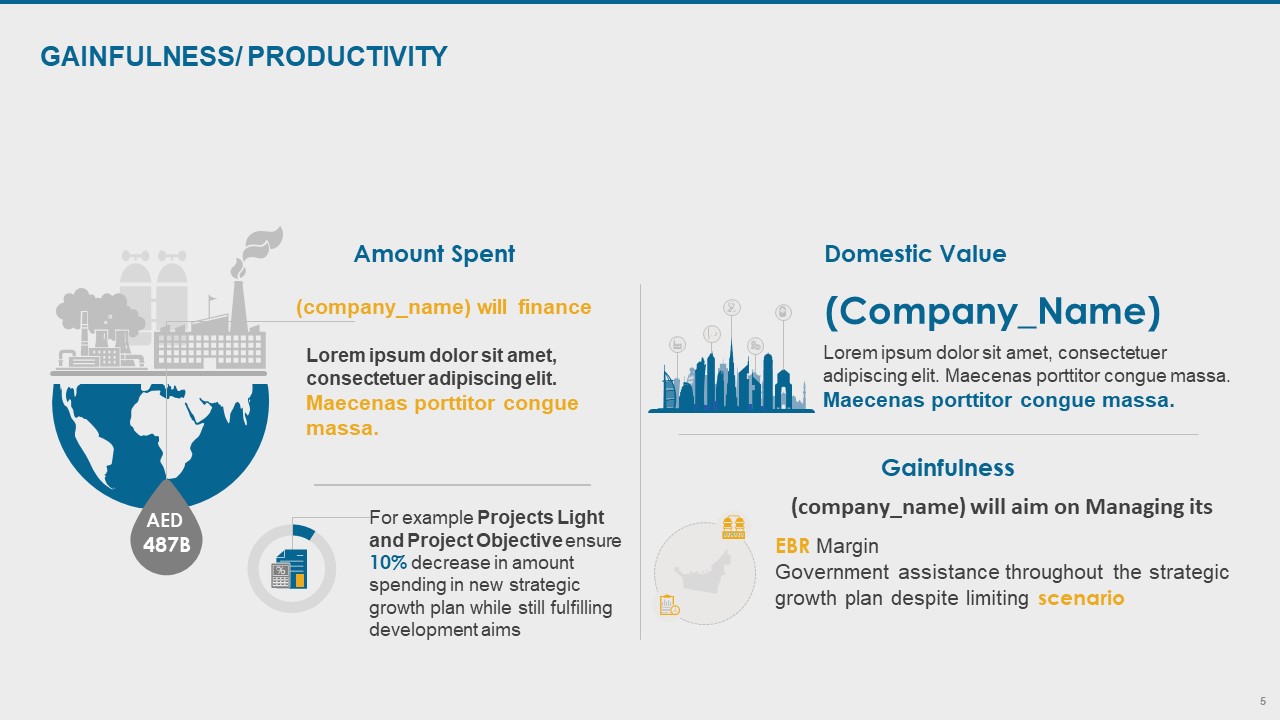 GAINFULNESS/ PRODUCTIVITY
Amount Spent
(company_name) will finance
Lorem ipsum dolor sit amet,
consectetuer adipiscing elit.
Maecenas porttitor congue
massa.
AED
487B
For example Projects Light
and Project Objective ensure
10% decrease in amount
spending in new strategic
growth plan while still fulfilling
development aims
Domestic Value
(Company_Name)
Lorem ipsum dolor sit amet, consectetuer
adipiscing elit. Maecenas porttitor congue massa.
Maecenas porttitor congue massa.
Gainfulness
(company_name) will aim on Managing its
EBR Margin
Government assistance throughout the strategic
growth plan despite limiting scenario
5